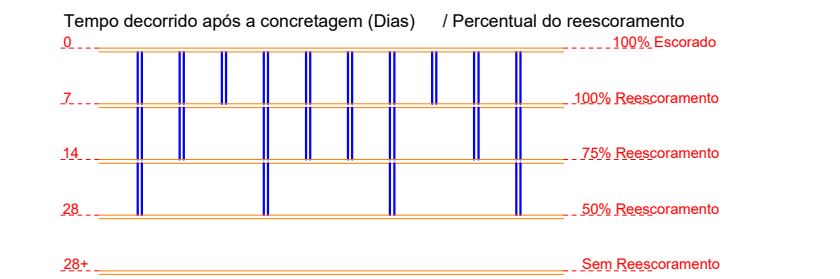 Tempo decorrido após a concretagem (Dias) / Percentual do reescoramento
0 100% Escorado
7 100% Reescoramento
14 75% Reescoramento
28 50% Reescoramento
28+ Sem Reescoramento